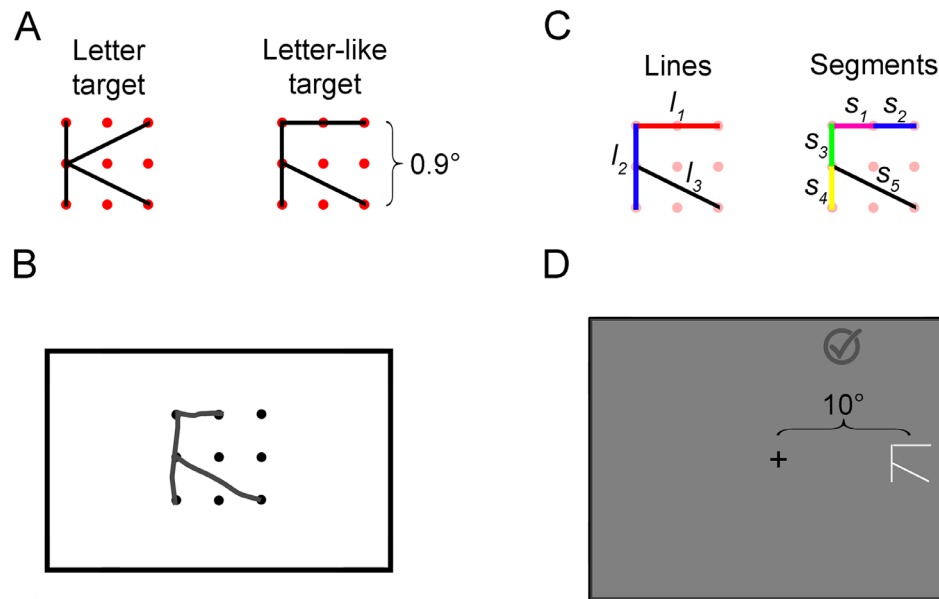 A
Letter target
Letter-like target
0.9°
B
C
Lines
l₁
l₂
l₃
Segments
s₁
s₂
s₃
s₄
s₅
D
10°
+